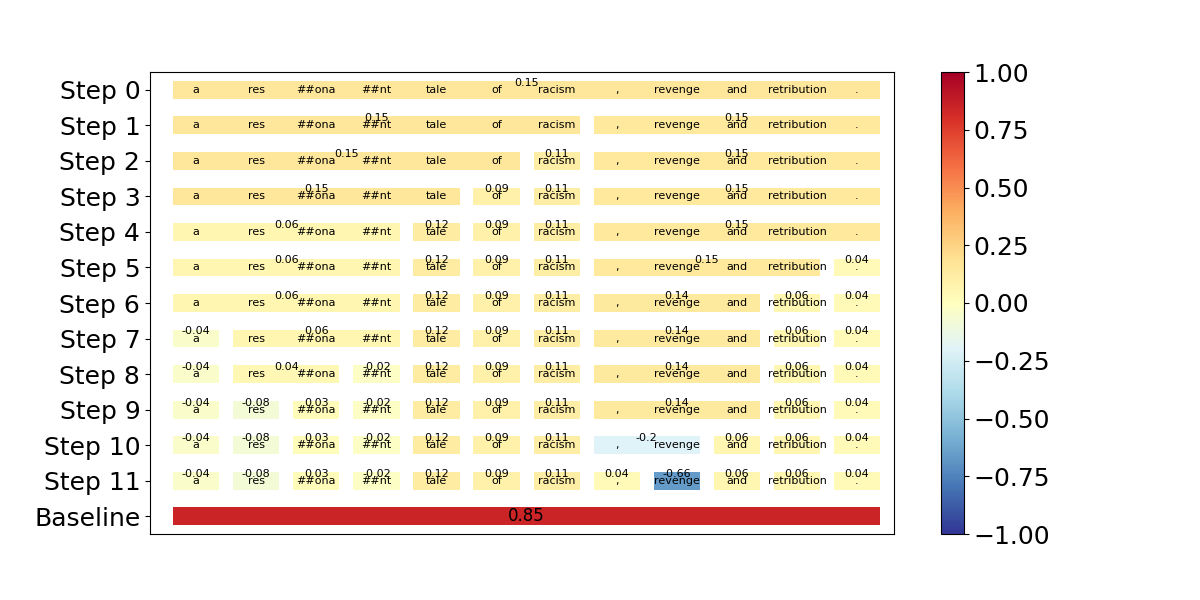 Step 0 a res ##ona ##nt tale of racism , revenge and retribution . 0.15
Step 1 a res ##ona ##nt tale of racism , revenge and retribution . 0.15 0.15
Step 2 a res ##ona ##nt tale of racism , revenge and retribution . 0.15 0.11 0.15
Step 3 a res ##ona ##nt tale of racism , revenge and retribution . 0.15 0.09 0.11 0.15
Step 4 a res ##ona ##nt tale of racism , revenge and retribution . 0.06 0.12 0.09 0.11 0.15
Step 5 a res ##ona ##nt tale of racism , revenge and retribution . 0.06 0.12 0.09 0.11 0.15 0.04
Step 6 a res ##ona ##nt tale of racism , revenge and retribution . 0.06 0.12 0.09 0.11 0.14 0.06 0.04
Step 7 a res ##ona ##nt tale of racism , revenge and retribution . -0.04 0.06 0.12 0.09 0.11 0.14 0.06 0.04
Step 8 a res ##ona ##nt tale of racism , revenge and retribution . -0.04 0.04 -0.02 0.12 0.09 0.11 0.14 0.06 0.04
Step 9 a res ##ona ##nt tale of racism , revenge and retribution . -0.04 -0.08 0.03 -0.02 0.12 0.09 0.11 0.14 0.06 0.04
Step 10 a res ##ona ##nt tale of racism , revenge and retribution . -0.04 -0.08 0.03 -0.02 0.12 0.09 0.11 -0.2 0.06 0.06 0.04
Step 11 a res ##ona ##nt tale of racism , revenge and retribution . -0.04 -0.08 0.03 -0.02 0.12 0.09 0.11 0.04 -0.66 0.06 0.06 0.04
Baseline 0.85
1.00
0.75
0.50
0.25
0.00
−0.25
−0.50
−0.75
−1.00